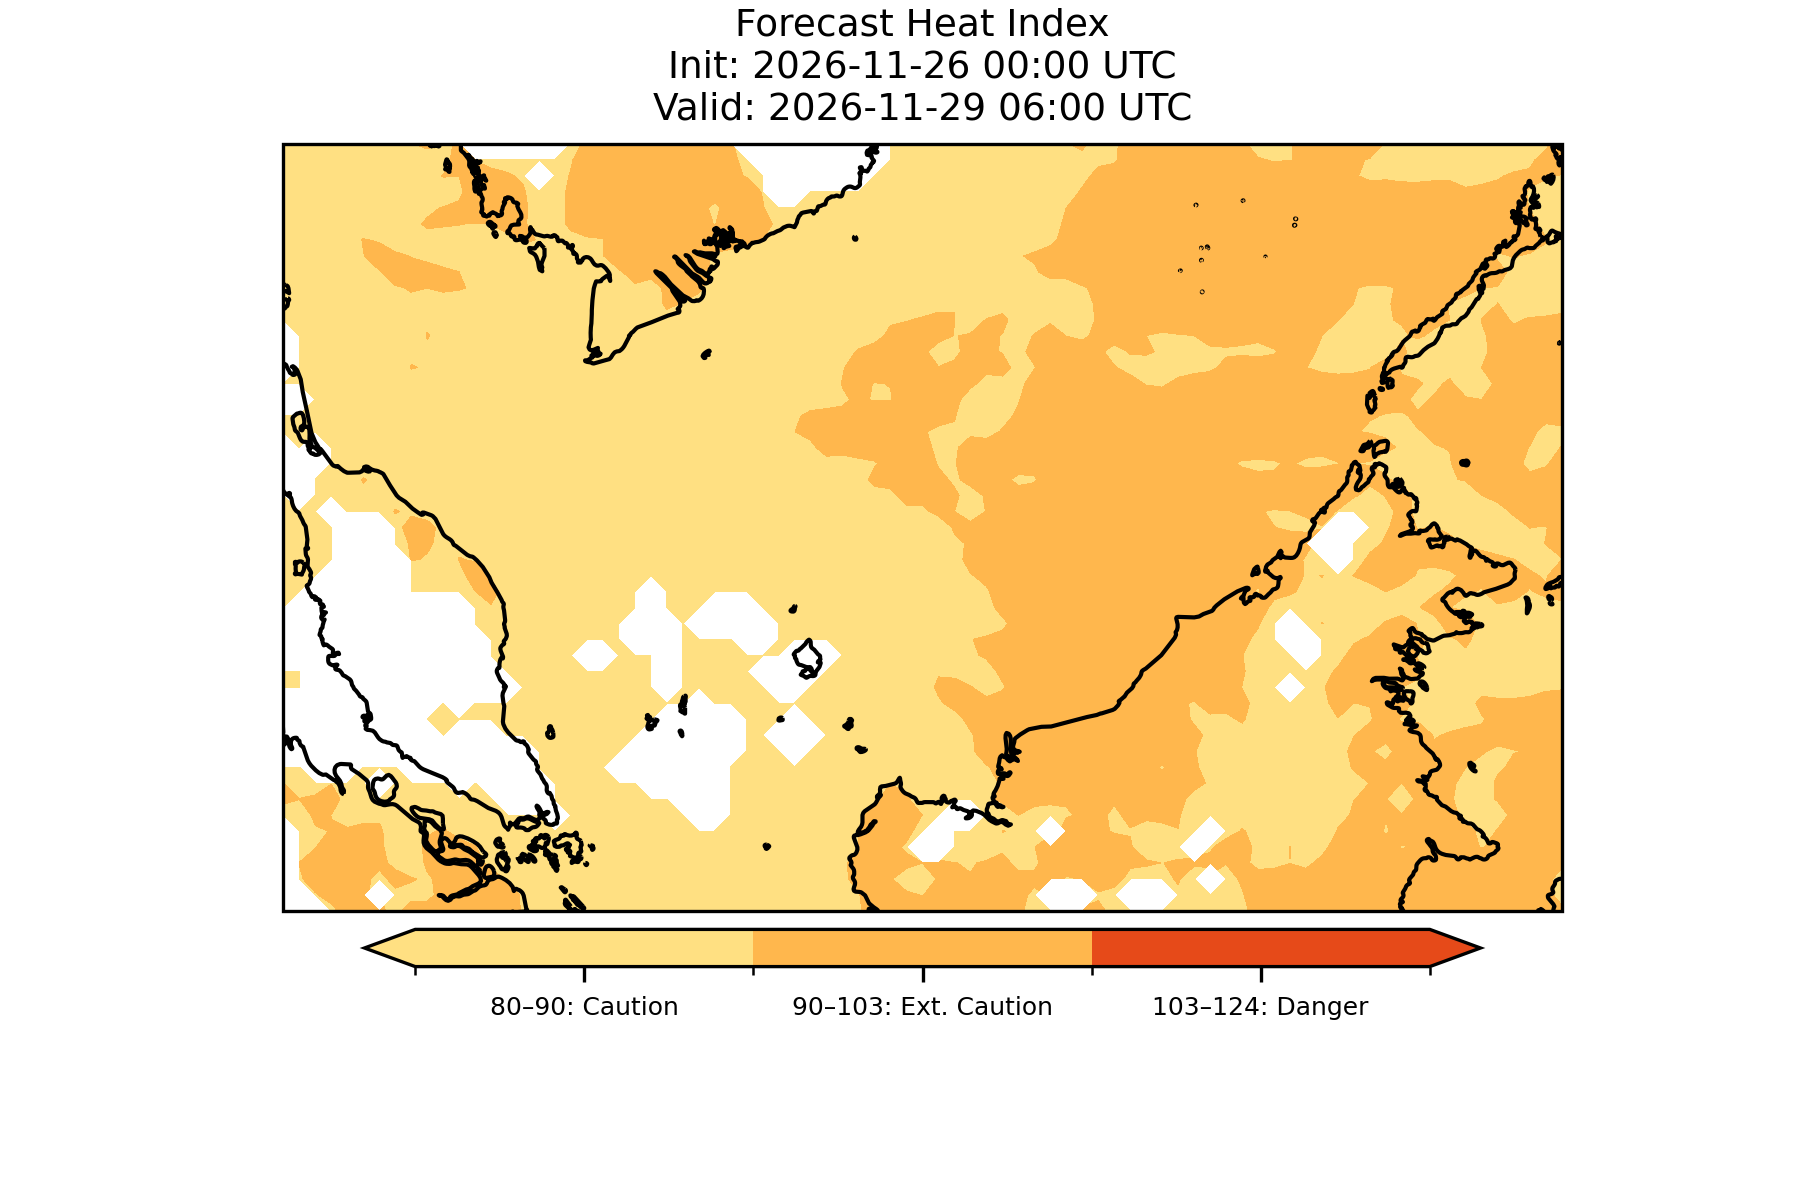 Forecast Heat Index
Init: 2026-11-26 00:00 UTC
Valid: 2026-11-29 06:00 UTC
80–90: Caution
90–103: Ext. Caution
103–124: Danger